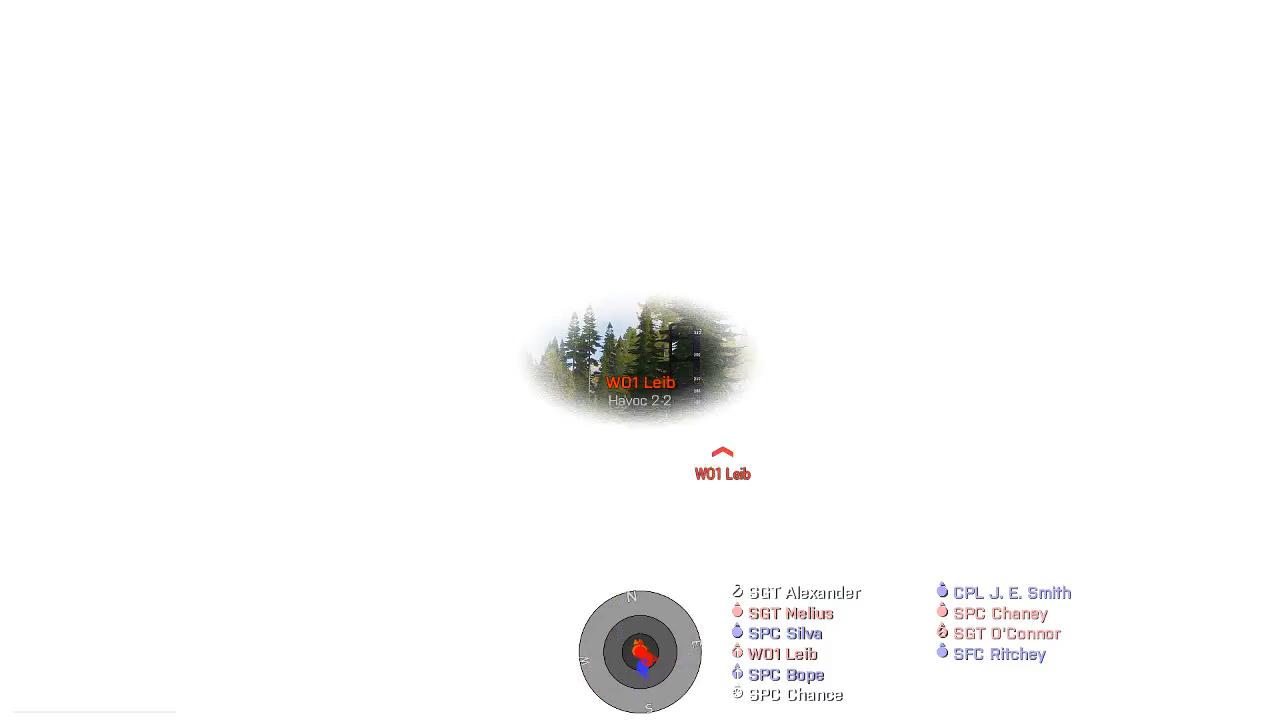 WO1 Leib
Havoc 2-2
WO1 Leib
N
E
W
S
SGT Alexander
SGT Melius
SPC Silva
WO1 Leib
SPC Bope
SPC Chance
CPL J. E. Smith
SPC Chaney
SGT O'Connor
SFC Ritchey